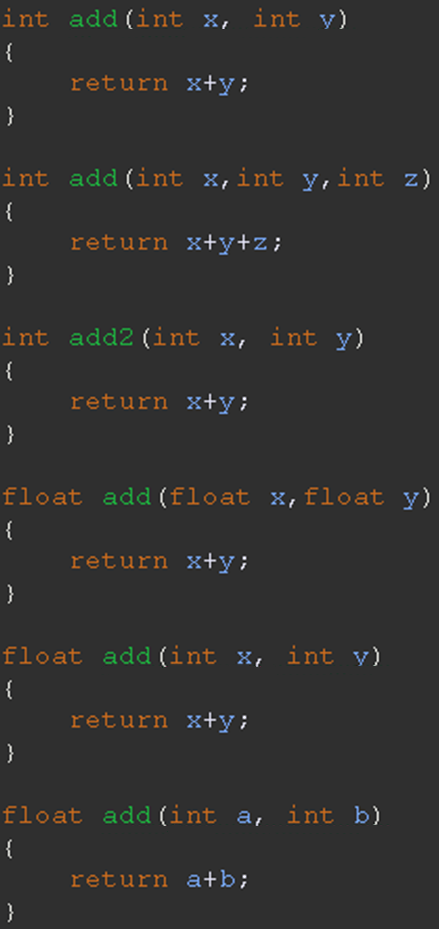 int add(int x, int y)
{
return x+y;
}
int add(int x,int y,int z)
{
return x+y+z;
}
int add2(int x, int y)
{
return x+y;
}
float add(float x,float y)
{
return x+y;
}
float add(int x, int y)
{
return x+y;
}
float add(int a, int b)
{
return a+b;
}